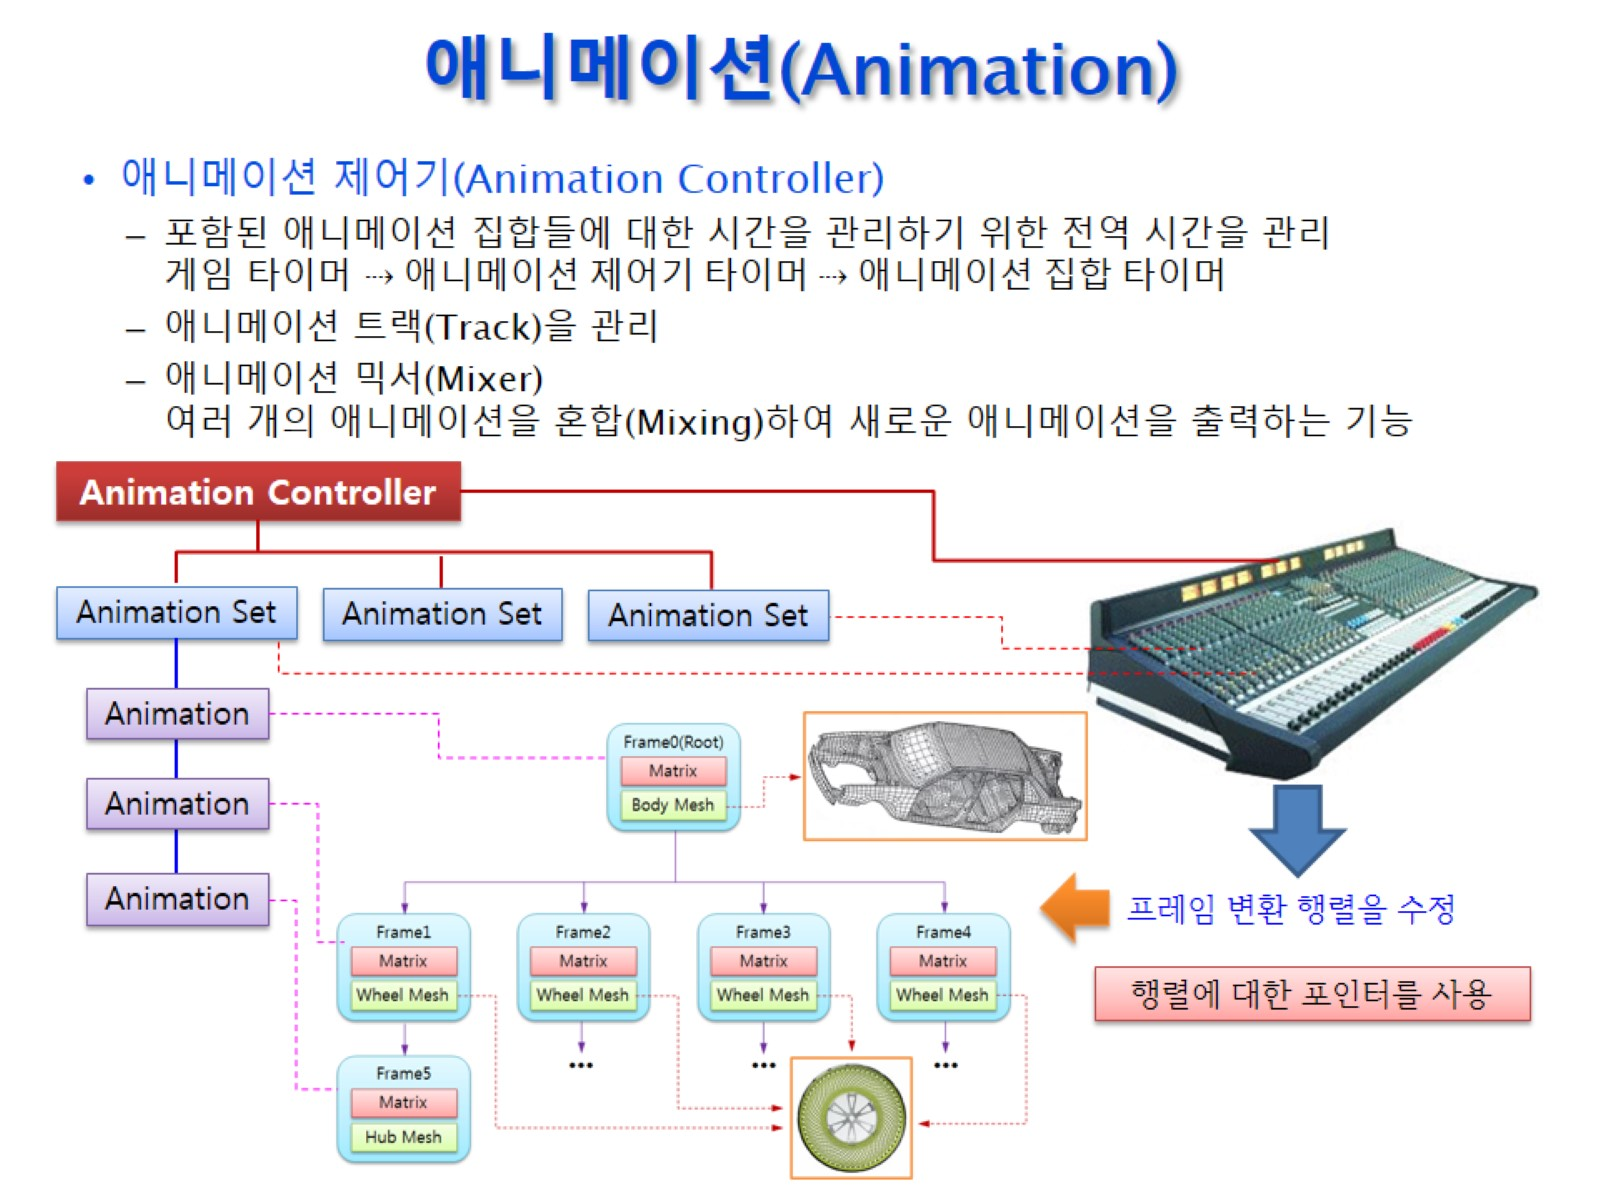 애니메이션(Animation)
• 애니메이션 제어기(Animation Controller)
– 포함된 애니메이션 집합들에 대한 시간을 관리하기 위한 전역 시간을 관리
게임 타이머 ⇢ 애니메이션 제어기 타이머 ⇢ 애니메이션 집합 타이머
– 애니메이션 트랙(Track)을 관리
– 애니메이션 믹서(Mixer)
여러 개의 애니메이션을 혼합(Mixing)하여 새로운 애니메이션을 출력하는 기능
Animation Controller
Animation Set
Animation Set
Animation Set
Animation
Animation
Animation
Frame0(Root)
Matrix
Body Mesh
Frame1
Matrix
Wheel Mesh
Frame2
Matrix
Wheel Mesh
...
Frame3
Matrix
Wheel Mesh
...
Frame4
Matrix
Wheel Mesh
...
Frame5
Matrix
Hub Mesh
프레임 변환 행렬을 수정
행렬에 대한 포인터를 사용